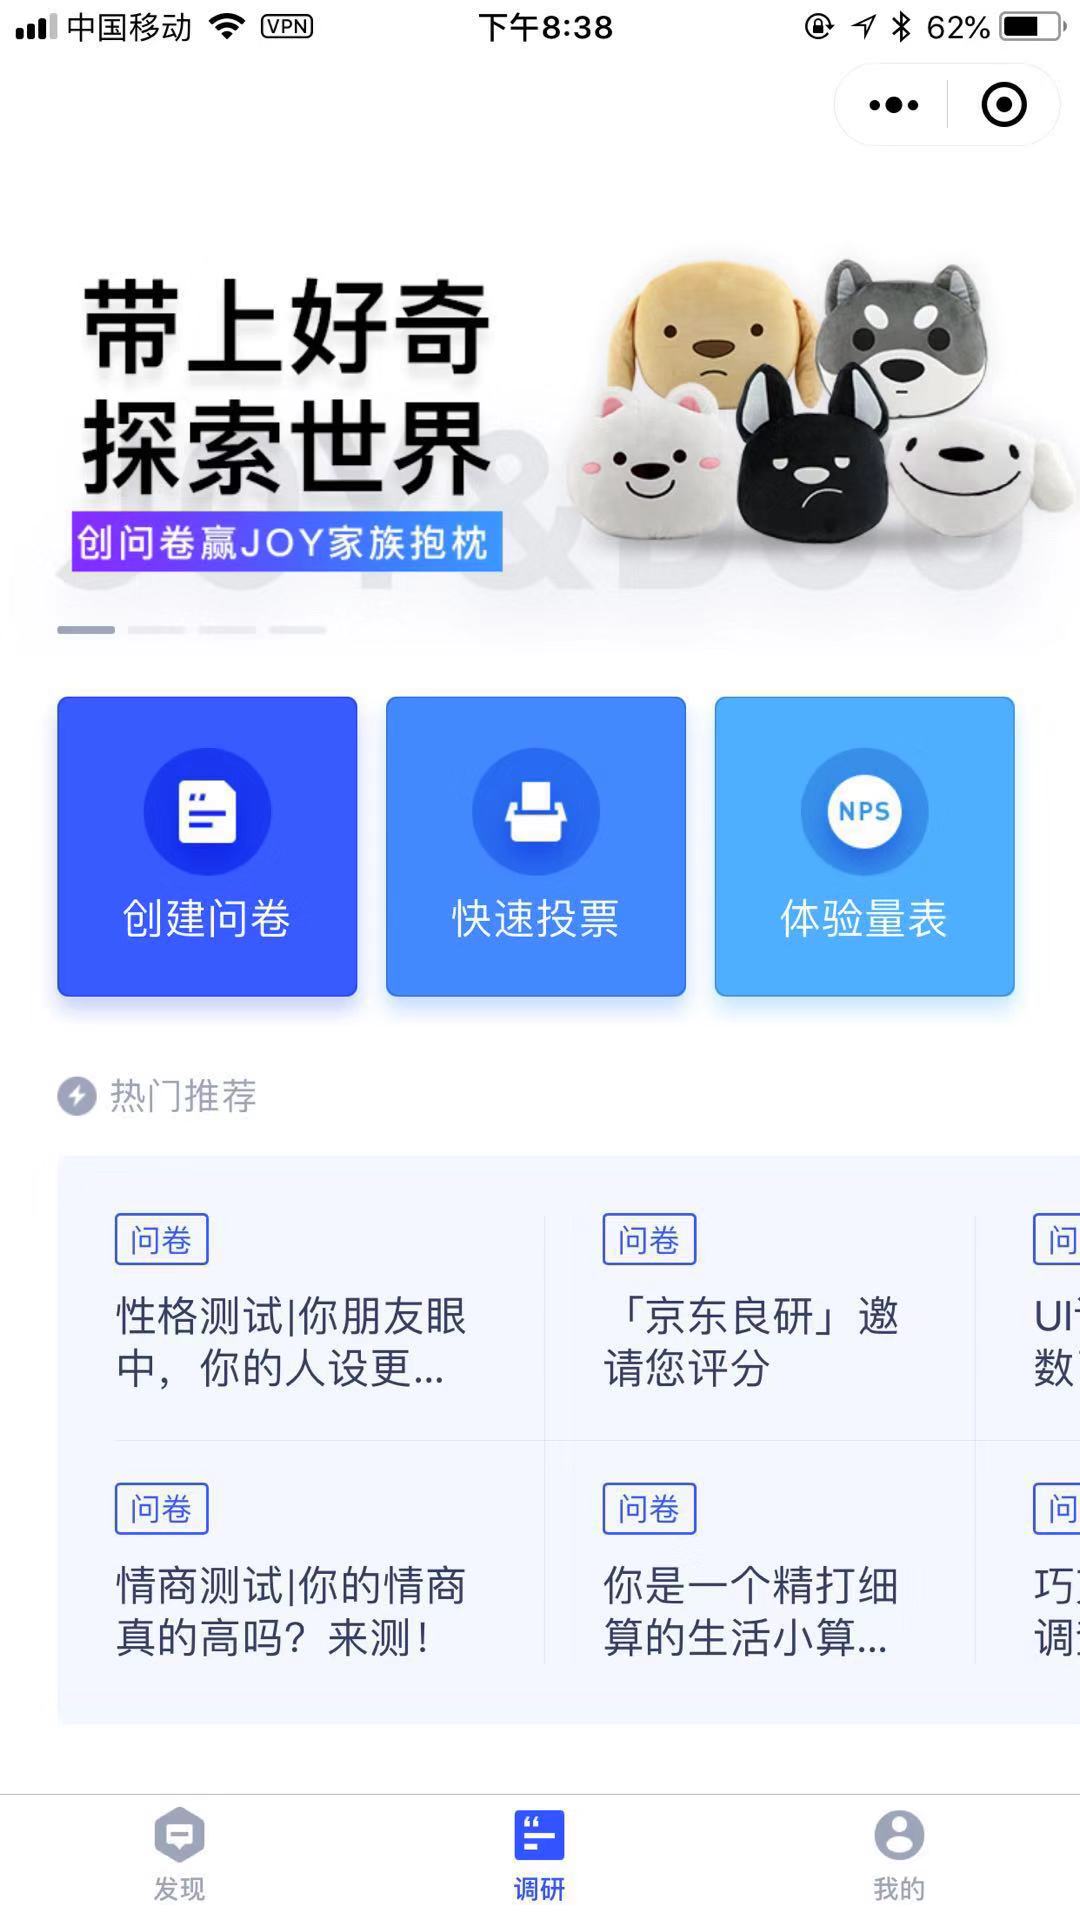 中国移动 VPN 下午8:38 62%
带上好奇
探索世界
创问卷赢JOY家族抱枕
JOY&DOG
创建问卷 快速投票 NPS 体验量表
热门推荐
问卷 问卷 问
性格测试|你朋友眼 「京东良研」邀 UI
中，你的人设更... 请您评分 数
问卷 问卷 问
情商测试|你的情商 你是一个精打细 巧
真的高吗？来测！ 算的生活小算... 调
发现 调研 我的